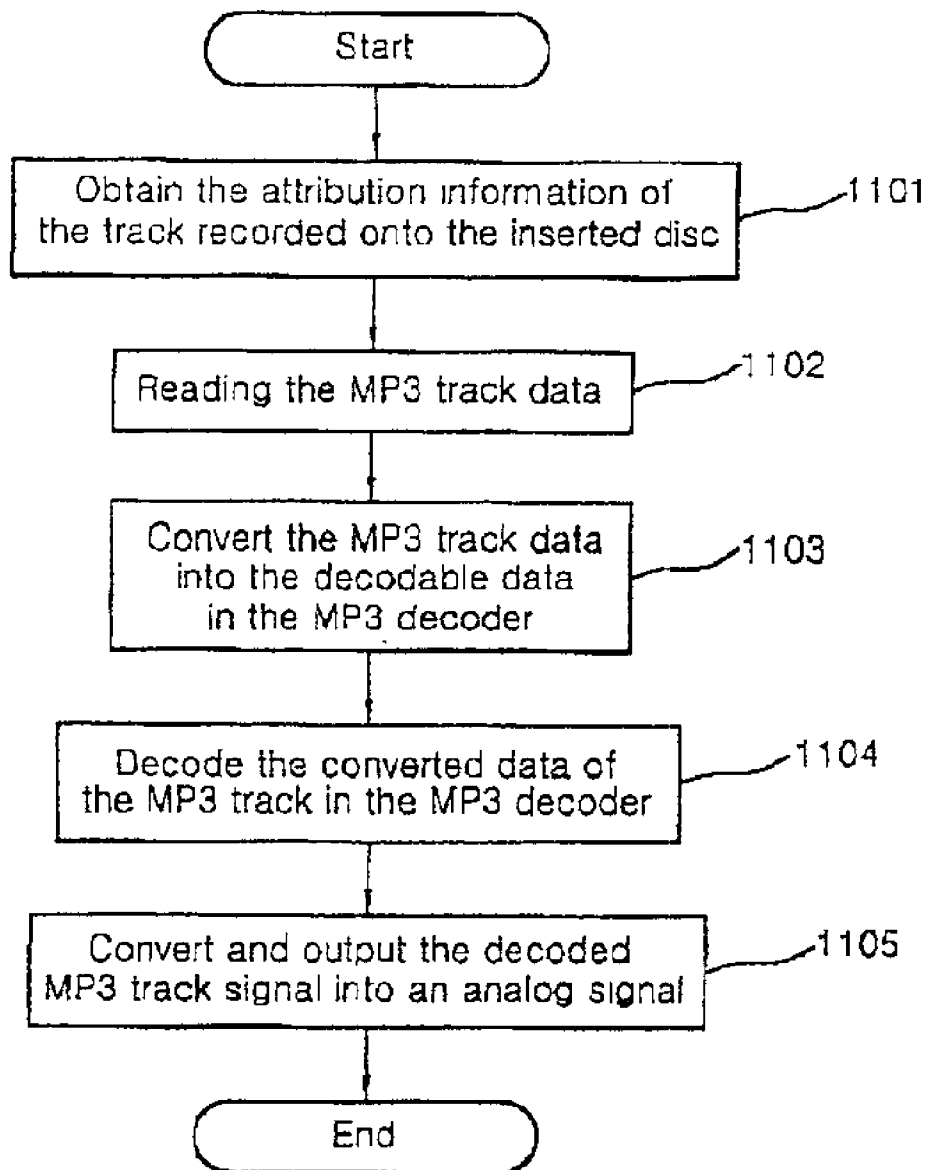 Start
Obtain the attribution information of
the track recorded onto the inserted disc
1101
Reading the MP3 track data
1102
Convert the MP3 track data
into the decodable data
in the MP3 decoder
1103
Decode the converted data of
the MP3 track in the MP3 decoder
1104
Convert and output the decoded
MP3 track signal into an analog signal
1105
End